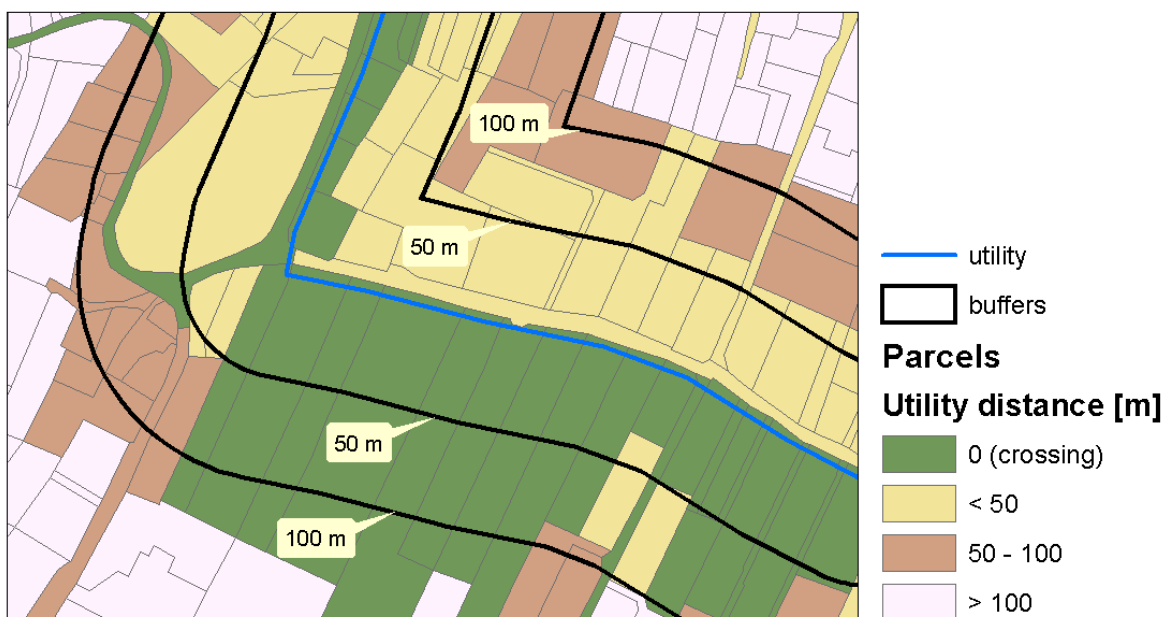 100 m
50 m
50 m
100 m
utility
buffers
Parcels
Utility distance [m]
0 (crossing)
< 50
50 - 100
> 100